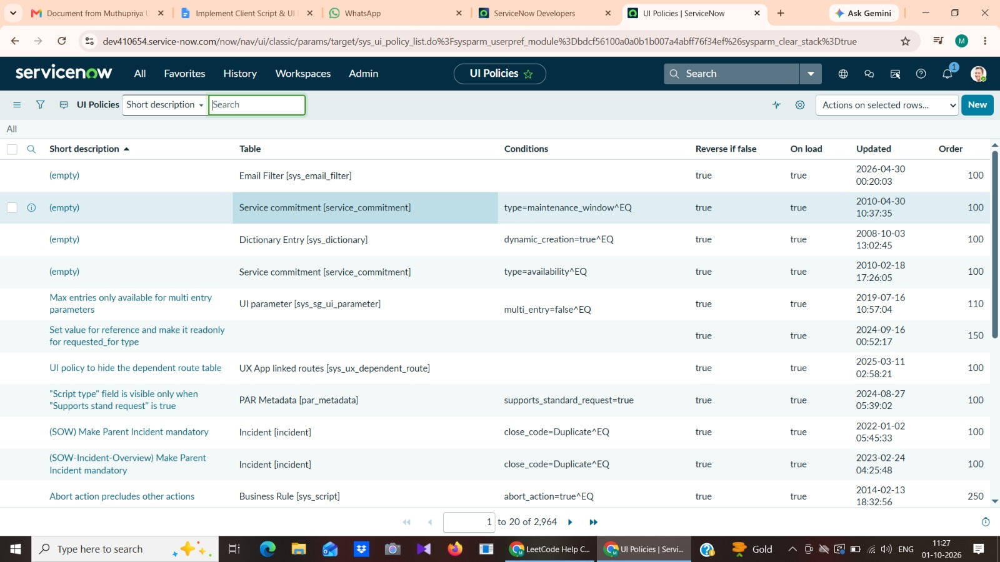 Document from Muthupriya U
Implement Client Script & UI
WhatsApp
ServiceNow Developers
UI Policies | ServiceNow
Ask Gemini
dev410654.service-now.com/now/nav/ui/classic/params/target/sys_ui_policy_list.do%3Fsysparm_userpref_module%3Dbdcf56100a0a0b1b007a4abff76f34ef%26sysparm_clear_stack%3Dtrue
M
servicenow
All
Favorites
History
Workspaces
Admin
UI Policies
Search
1
UI Policies
Short description
Search
Actions on selected rows...
New
All
Short description
Table
Conditions
Reverse if false
On load
Updated
Order
(empty)
Email Filter [sys_email_filter]
true
true
2026-04-30
00:20:03
100
(empty)
Service commitment [service_commitment]
type=maintenance_window^EQ
true
true
2010-04-30
10:37:35
100
(empty)
Dictionary Entry [sys_dictionary]
dynamic_creation=true^EQ
true
true
2008-10-03
13:02:45
100
(empty)
Service commitment [service_commitment]
type=availability^EQ
true
true
2010-02-18
17:26:05
100
Max entries only available for multi entry
parameters
UI parameter [sys_sg_ui_parameter]
multi_entry=false^EQ
true
true
2019-07-16
10:57:04
110
Set value for reference and make it readonly
for requested_for type
true
true
2024-09-16
00:52:17
150
UI policy to hide the dependent route table
UX App linked routes [sys_ux_dependent_route]
true
true
2025-03-11
02:58:21
100
"Script type" field is visible only when
"Supports stand request" is true
PAR Metadata [par_metadata]
supports_standard_request=true
true
true
2024-08-27
05:39:02
100
(SOW) Make Parent Incident mandatory
Incident [incident]
close_code=Duplicate^EQ
true
true
2022-01-02
05:45:33
100
(SOW-Incident-Overview) Make Parent
Incident mandatory
Incident [incident]
close_code=Duplicate^EQ
true
true
2023-02-24
04:25:48
100
Abort action precludes other actions
Business Rule [sys_script]
abort_action=true^EQ
true
true
2014-02-13
18:32:56
250
1 to 20 of 2,964
Type here to search
LeetCode Help C...
UI Policies | Servi...
Gold
ENG
11:27
01-10-2026